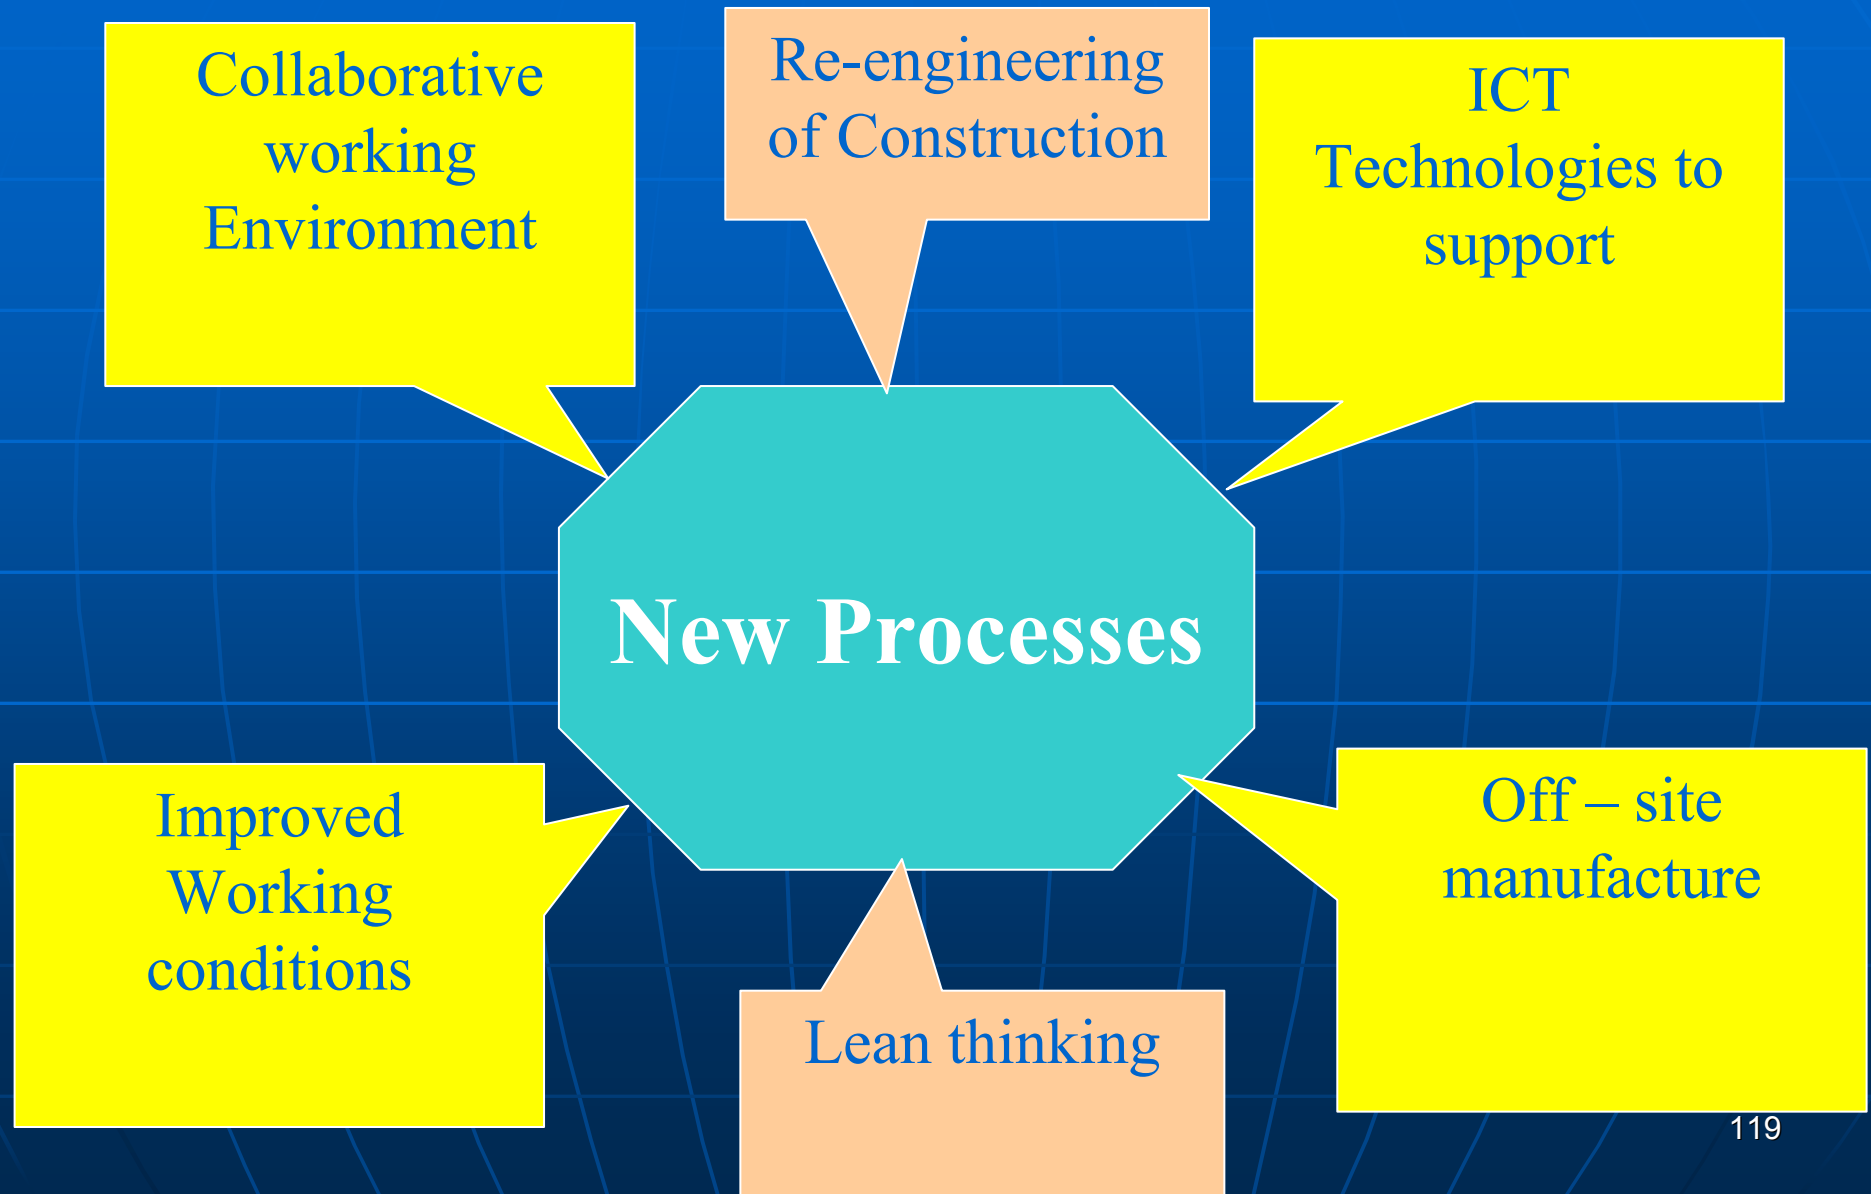 Collaborative
working
Environment
Re-engineering
of Construction
ICT
Technologies to
support
New Processes
Improved
Working
conditions
Lean thinking
Off – site
manufacture
119